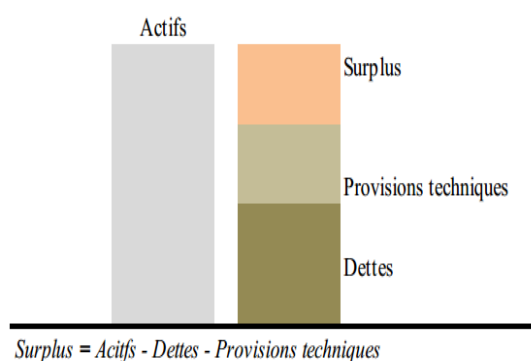 Actifs
Surplus
Provisions techniques
Dettes
Surplus = Acitfs - Dettes - Provisions techniques